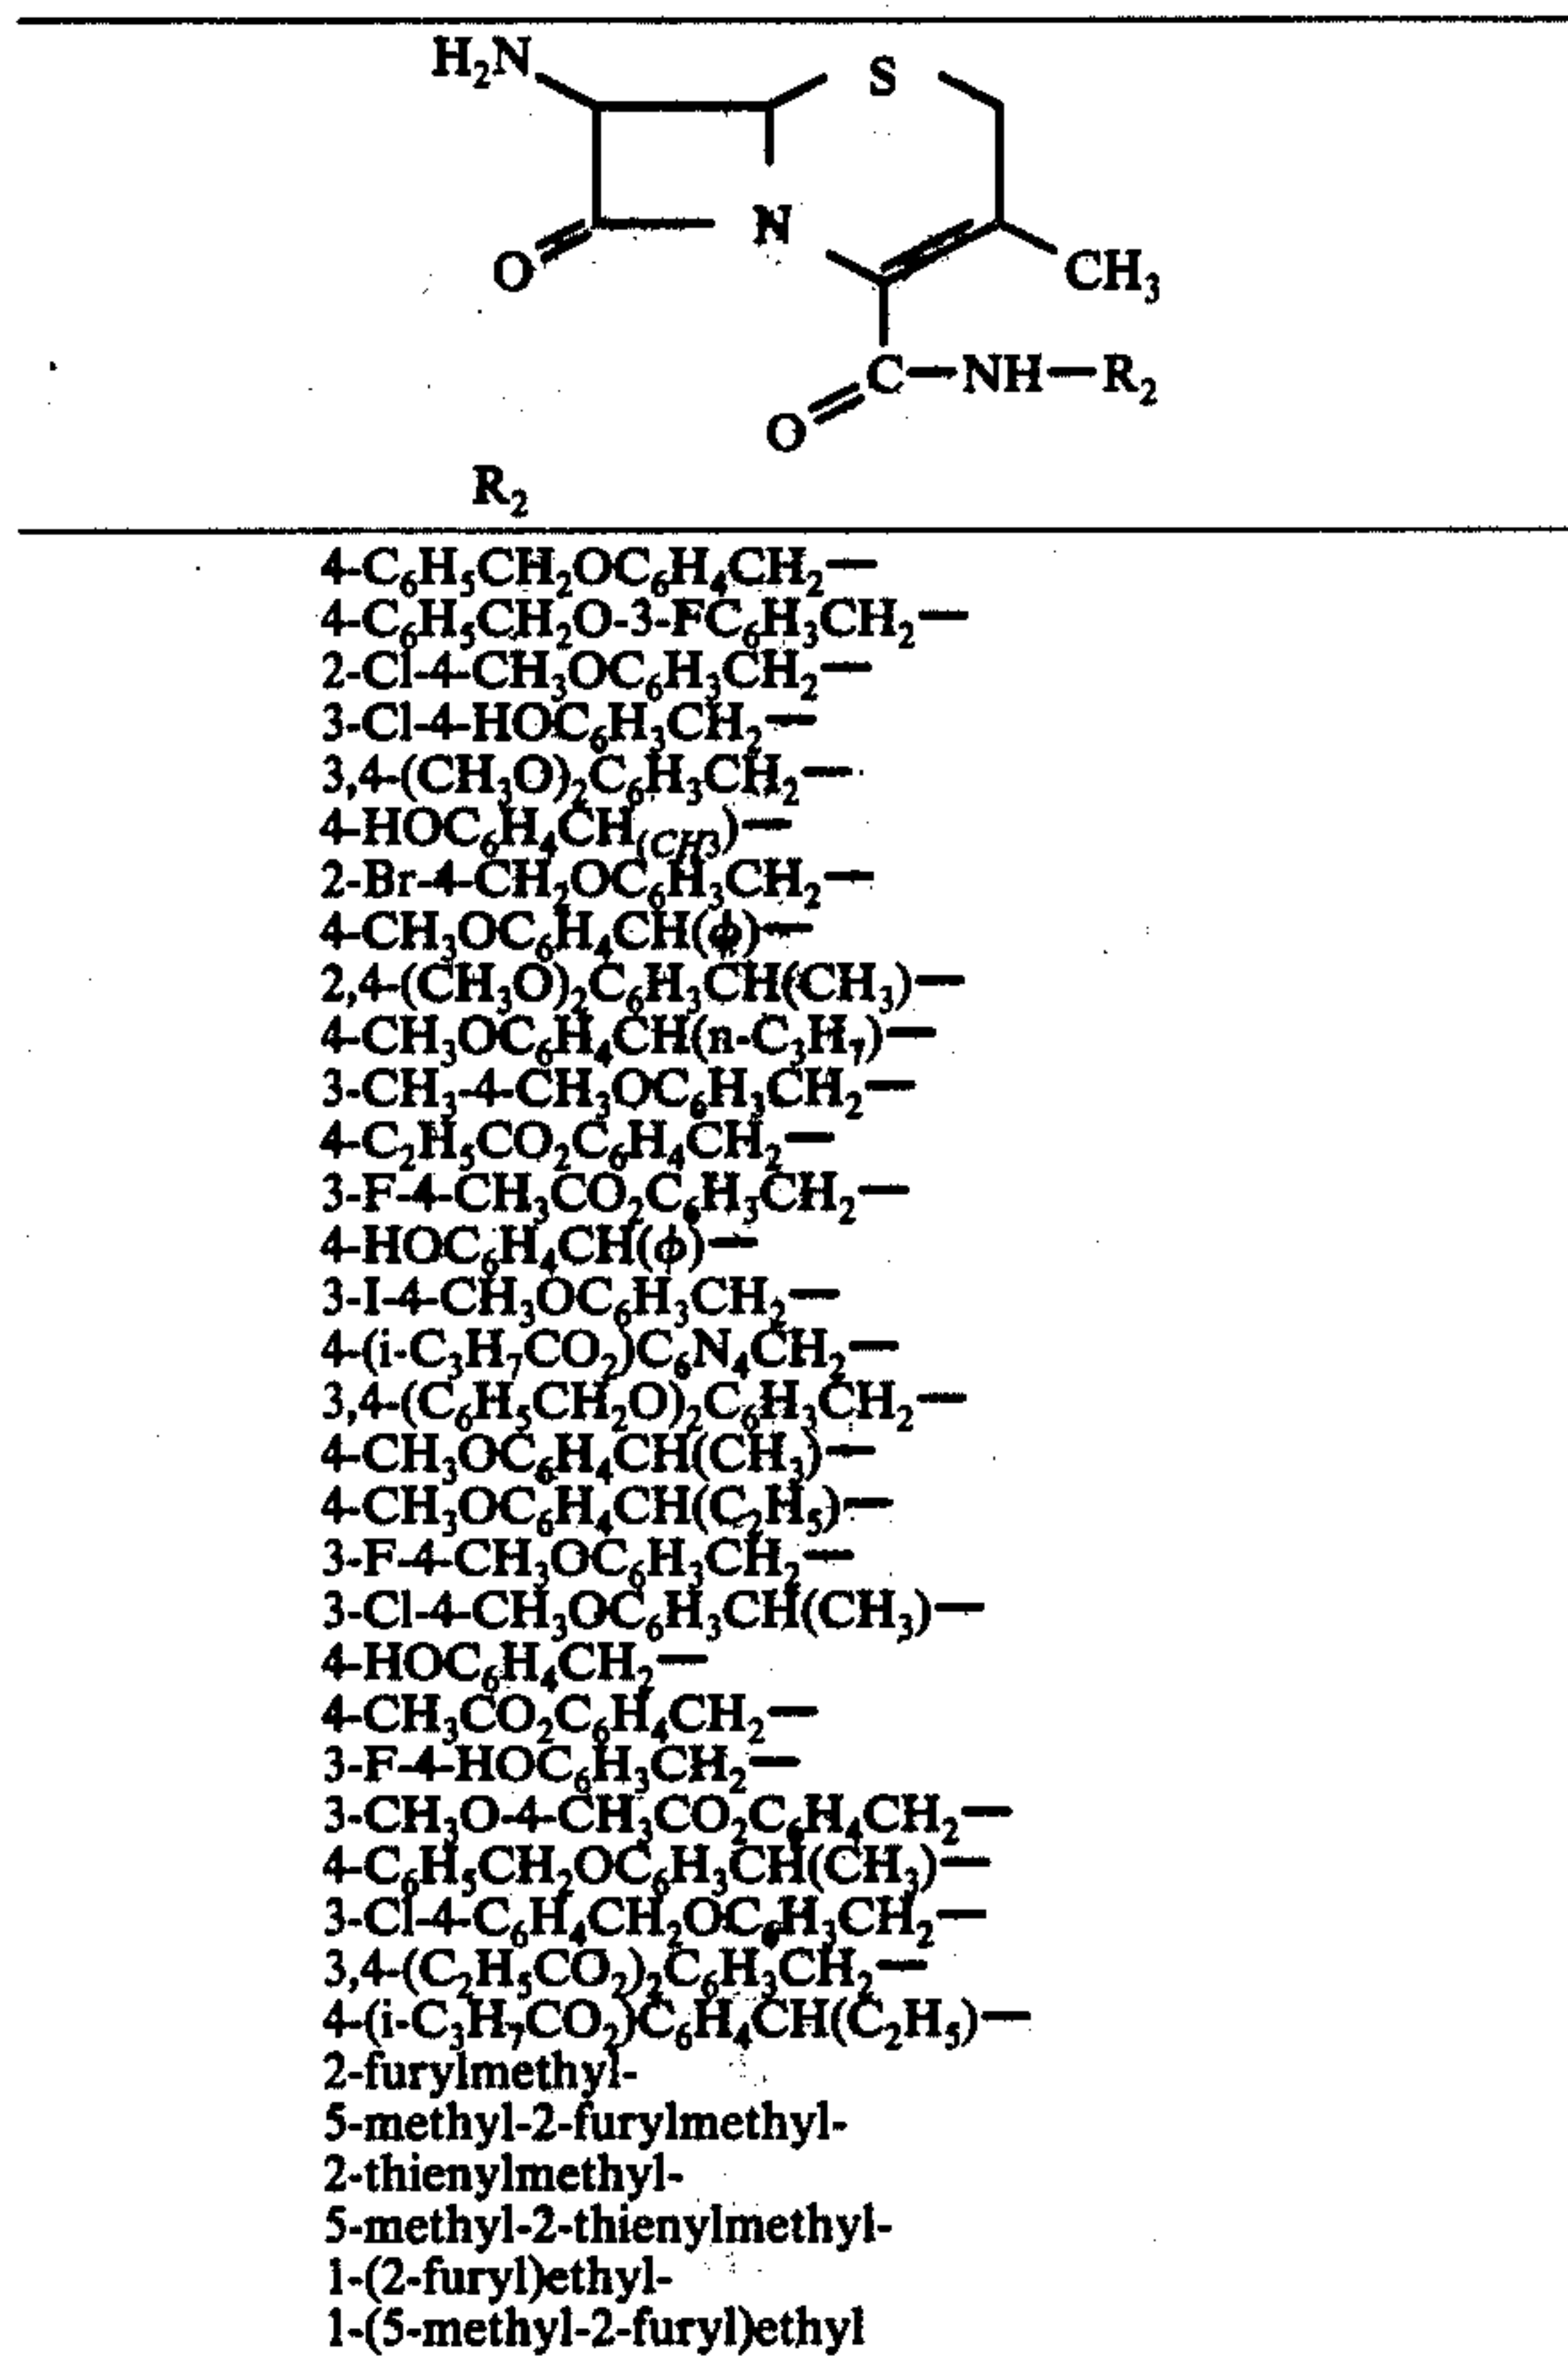 H₂N
S
N
O
CH₃
C—NH—R₂
O
R₂
4-C₆H₅CH₂OC₆H₄CH₂—
4-C₆H₅CH₂O-3-FC₆H₃CH₂—
2-Cl-4-CH₃OC₆H₃CH₂—
3-Cl-4-HOC₆H₃CH₂—
3,4-(CH₃O)₂C₆H₃CH₂—
4-HOC₆H₄CH(CH₃)—
2-Br-4-CH₂OC₆H₃CH₂—
4-CH₃OC₆H₄CH(ϕ)—
2,4-(CH₃O)₂C₆H₃CH(CH₃)—
4-CH₃OC₆H₄CH(n-C₃H₇)—
3-CH₃-4-CH₃OC₆H₃CH₂—
4-C₂H₅CO₂C₆H₄CH₂—
3-F-4-CH₃CO₂C₆H₃CH₂—
4-HOC₆H₄CH(ϕ)—
3-I-4-CH₃OC₆H₃CH₂—
4-(i-C₃H₇CO₂)C₆N₄CH₂—
3,4-(C₆H₅CH₂O)₂C₆H₃CH₂—
4-CH₃OC₆H₄CH(CH₃)—
4-CH₃OC₆H₄CH(C₂H₅)—
3-F-4-CH₃OC₆H₃CH₂—
3-Cl-4-CH₃OC₆H₃CH(CH₃)—
4-HOC₆H₄CH₂—
4-CH₃CO₂C₆H₄CH₂—
3-F-4-HOC₆H₃CH₂—
3-CH₃O-4-CH₃CO₂C₆H₄CH₂—
4-C₆H₅CH₂OC₆H₃CH(CH₃)—
3-Cl-4-C₆H₄CH₂OC₆H₃CH₂—
3,4-(C₂H₅CO₂)₂C₆H₃CH₂—
4-(i-C₃H₇CO₂)C₆H₄CH(C₂H₅)—
2-furylmethyl-
5-methyl-2-furylmethyl-
2-thienylmethyl-
5-methyl-2-thienylmethyl-
1-(2-furyl)ethyl-
1-(5-methyl-2-furyl)ethyl